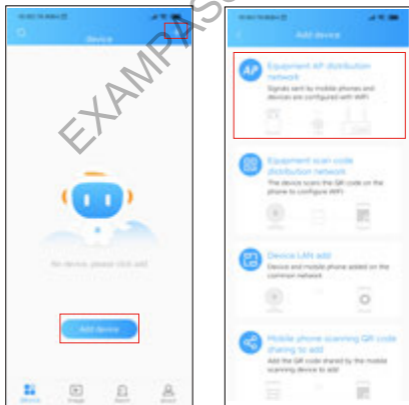 device
EXAMPASS
No device, please click add
Add device
device
image
Alarm
Add device
Equipment AP distribution
network
Signals sent by mobile phones and
devices are configured with WiFi
Equipment scan code
distribution network
The device scans the QR code on the
phone to configure WiFi
Device LAN add
Device and mobile phone added on the
common network
Mobile phone scanning QR code
sharing to add
Add the QR code shared by the mobile
scanning device to add